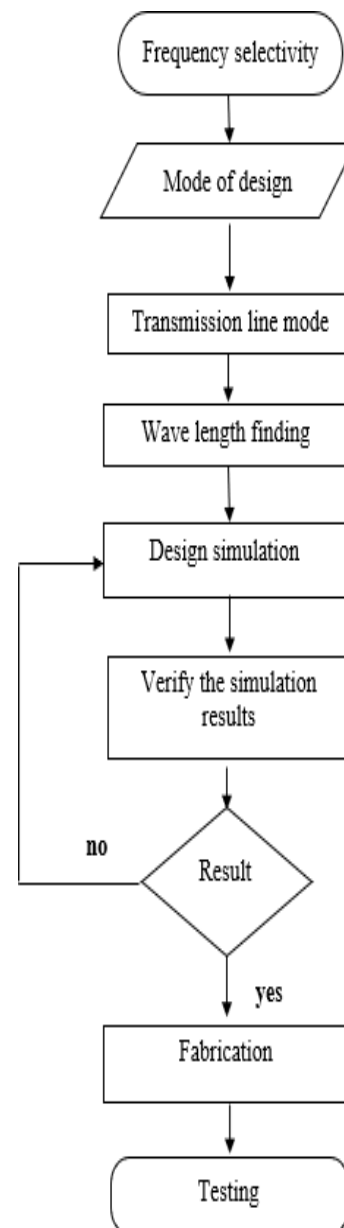 Frequency selectivity
Mode of design
Transmission line mode
Wave length finding
Design simulation
Verify the simulation
results
no
Result
yes
Fabrication
Testing